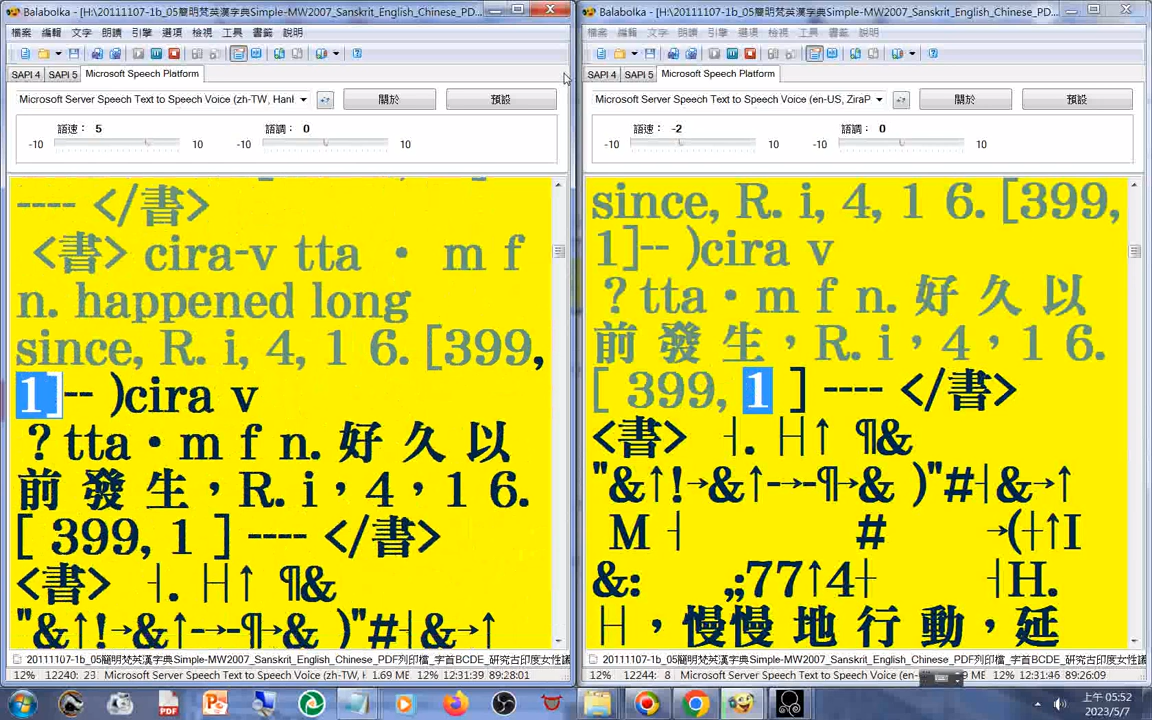 Balabolka - [H:\20111107-1b_05簡明梵英漢字典Simple-MW2007_Sanskrit_English_Chinese_PD...
檔案 編輯 文字 朗讀 引擎 選項 檢視 工具 書籤 說明
SAPI 4 SAPI 5 Microsoft Speech Platform
Microsoft Server Speech Text to Speech Voice (zh-TW, Hanl 關於 預設
語速： 5 語調： 0
-10 10 -10 10
---- </書>
<書> cira-v tta • m f
n. happened long
since, R. i, 4, 1 6. [399,
1]-- )cira v
？tta • m f n. 好 久 以
前 發 生，R. i，4，1 6.
[ 399, 1 ] ---- </書>
<書> ┤. ├┤↑ ¶&
"&↑!→&↑-→-¶→& )"#┤&→↑
20111107-1b_05簡明梵英漢字典Simple-MW2007_Sanskrit_English_Chinese_PDF列印檔_字首BCDE_研究古印度女性議
12% 12240: 23 Microsoft Server Speech Text to Speech Voice (zh-TW, H 1.69 ME 12% 12:31:39 89:28:01
Balabolka - [H:\20111107-1b_05簡明梵英漢字典Simple-MW2007_Sanskrit_English_Chinese_PD...
檔案 編輯 文字 朗讀 引擎 選項 檢視 工具 書籤 說明
SAPI 4 SAPI 5 Microsoft Speech Platform
Microsoft Server Speech Text to Speech Voice (en-US, ZiraP 關於 預設
語速： -2 語調： 0
-10 10 -10 10
since, R. i, 4, 1 6. [399,
1]-- )cira v
？tta • m f n. 好 久 以
前 發 生，R. i，4，1 6.
[ 399, 1 ] ---- </書>
<書> ┤. ├┤↑ ¶&
"&↑!→&↑-→-¶→& )"#┤&→↑
M ┤ # →(┼↑I
&: ,;77↑4┼ ┤H.
├┤，慢慢 地 行 動，延
20111107-1b_05簡明梵英漢字典Simple-MW2007_Sanskrit_English_Chinese_PDF列印檔_字首BCDE_研究古印度女性議
12% 12244: 8 Microsoft Server Speech Text to Speech Voice (en-US, Z ME 12% 12:31:46 89:26:09
上午 05:52
2023/5/7